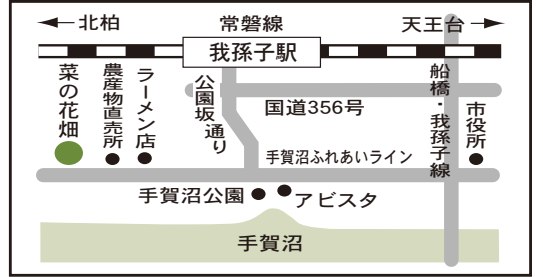 北柏
常磐線
天王台
我孫子駅
菜の花畑
農産物直売所
ラーメン店
公園坂通り
国道356号
船橋・我孫子線
市役所
手賀沼ふれあいライン
手賀沼公園
アビスタ
手賀沼